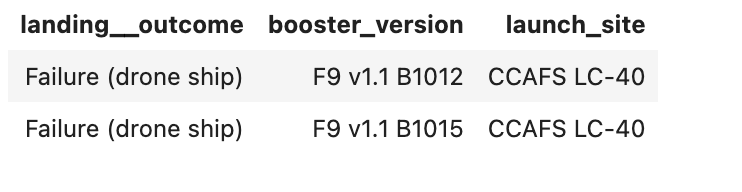 landing__outcome booster_version launch_site
Failure (drone ship) F9 v1.1 B1012 CCAFS LC-40
Failure (drone ship) F9 v1.1 B1015 CCAFS LC-40